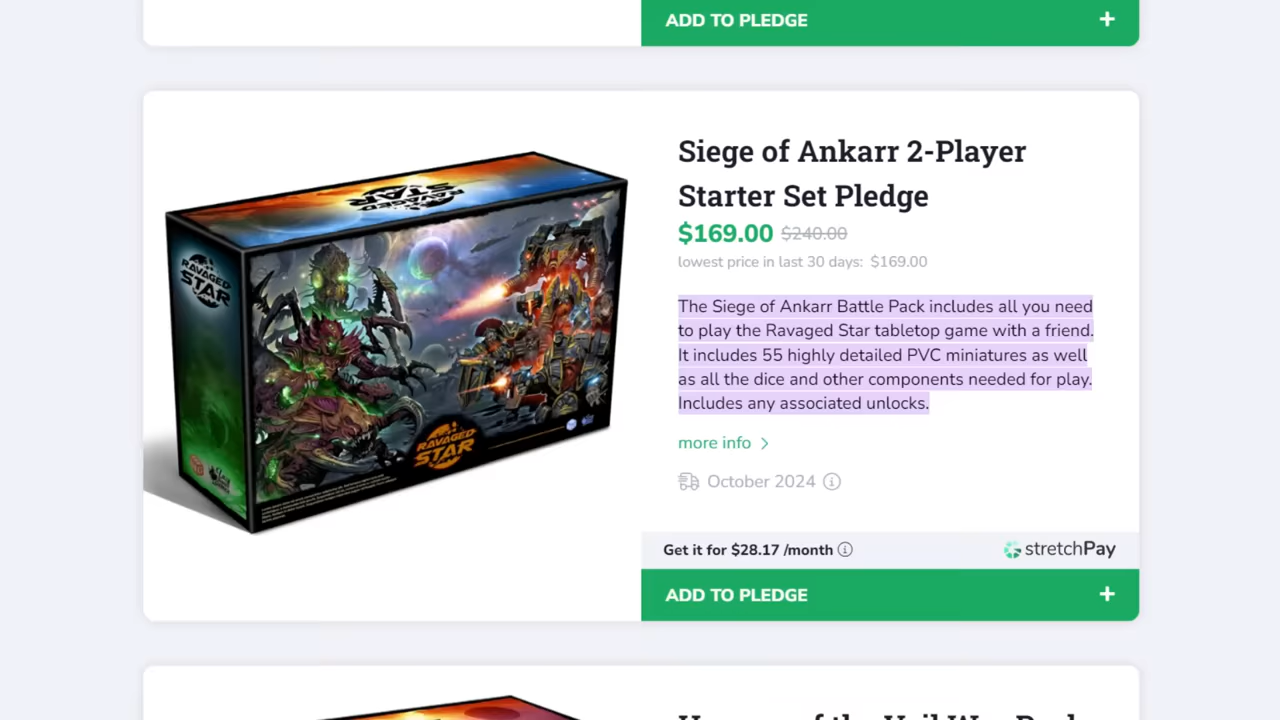 ADD TO PLEDGE +
Siege of Ankarr 2-Player
Starter Set Pledge
$169.00 $240.00
lowest price in last 30 days: $169.00
The Siege of Ankarr Battle Pack includes all you need
to play the Ravaged Star tabletop game with a friend.
It includes 55 highly detailed PVC miniatures as well
as all the dice and other components needed for play.
Includes any associated unlocks.
more info
October 2024
Get it for $28.17 /month
stretchPay
ADD TO PLEDGE +
RAVAGED
STAR
RAVAGED
STAR
RAVAGED
STAR